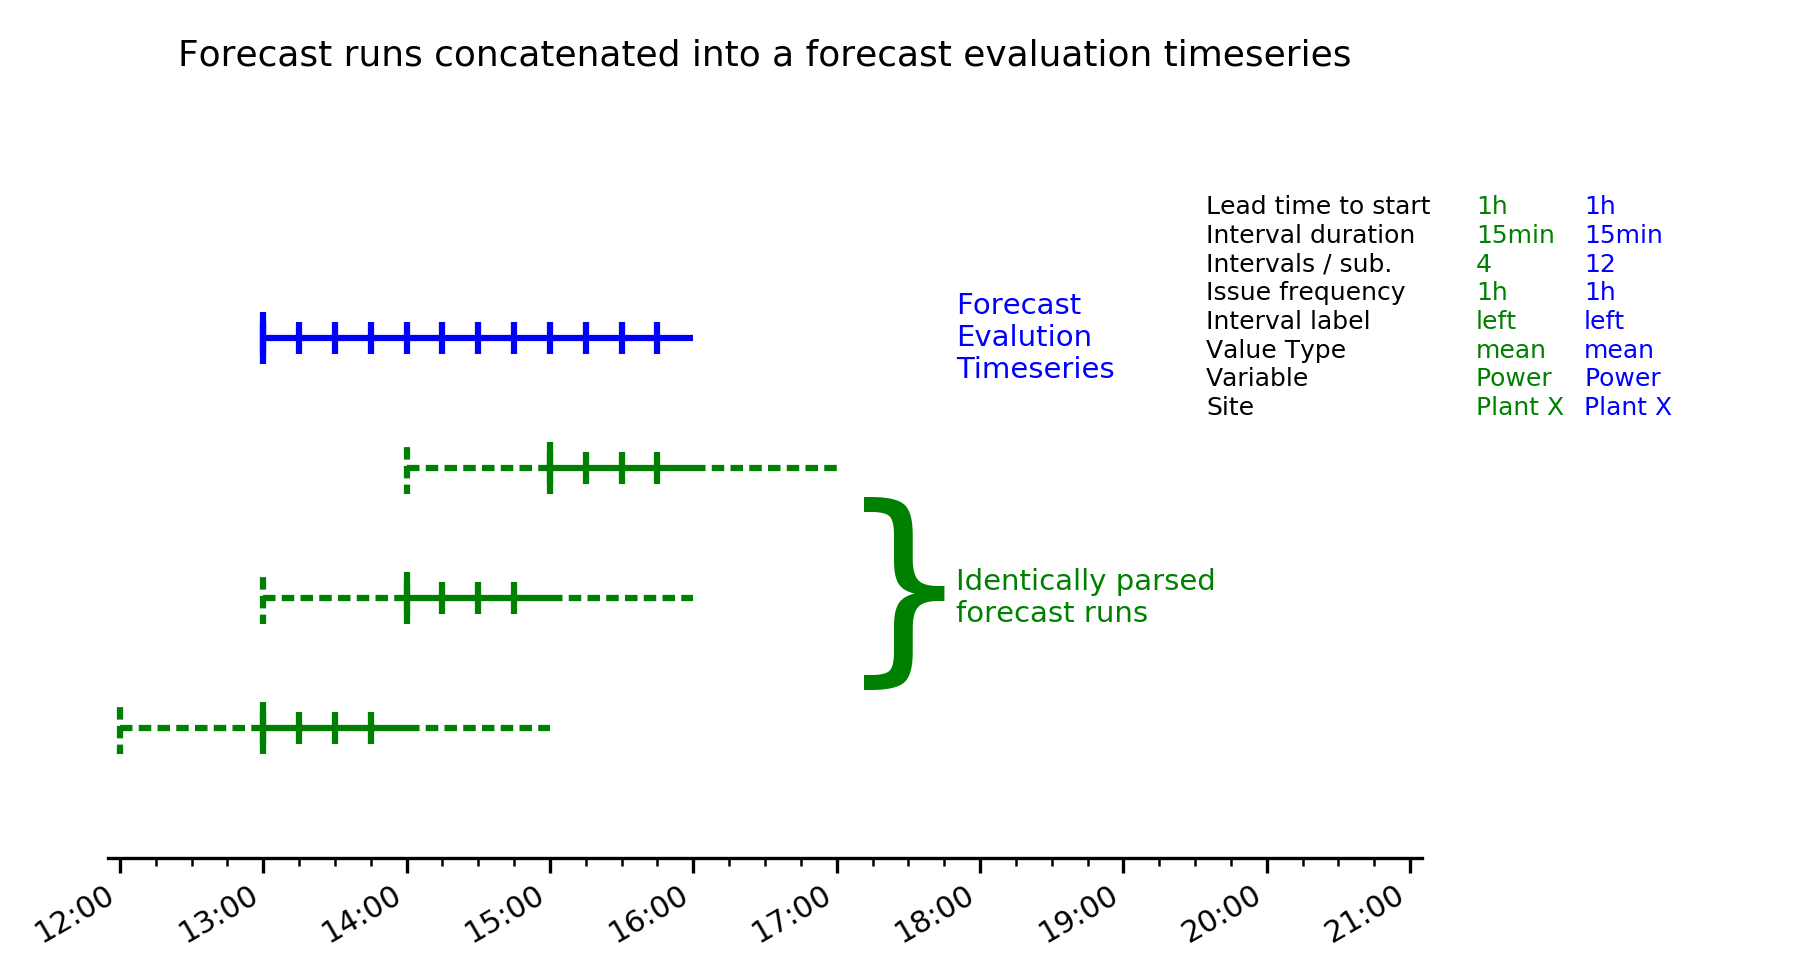 Forecast runs concatenated into a forecast evaluation timeseries
Lead time to start 1h 1h
Interval duration 15min 15min
Intervals / sub. 4 12
Issue frequency 1h 1h
Interval label left left
Value Type mean mean
Variable Power Power
Site Plant X Plant X
Forecast
Evalution
Timeseries
Identically parsed
forecast runs
12:00 13:00 14:00 15:00 16:00 17:00 18:00 19:00 20:00 21:00